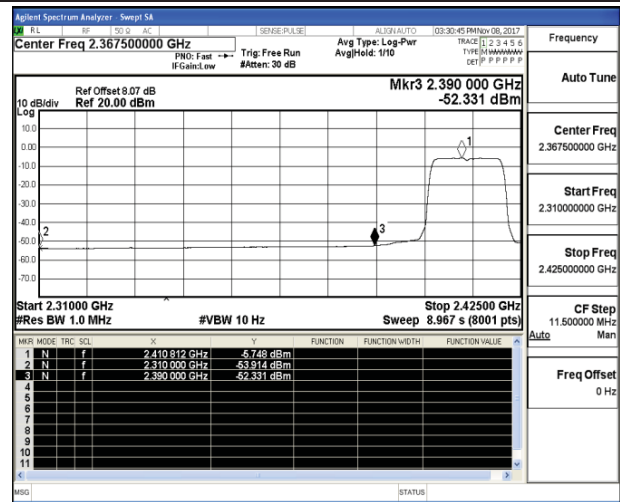 Agilent Spectrum Analyzer - Swept SA
RL RF 50 Ω AC SENSE:PULSE ALIGNAUTO 03:30:45 PM Nov 08, 2017
Center Freq 2.367500000 GHz
PNO: Fast
IFGain:Low
Trig: Free Run
#Atten: 30 dB
Avg Type: Log-Pwr
Avg|Hold: 1/10
TRACE 1 2 3 4 5 6
TYPE M WWWWW
DET P P P P P P
Ref Offset 8.07 dB
Ref 20.00 dBm
Mkr3 2.390 000 GHz
-52.331 dBm
10 dB/div
Log
10.0
0.00
-10.0
-20.0
-30.0
-40.0
-50.0
-60.0
-70.0
1
2
3
Start 2.31000 GHz
Stop 2.42500 GHz
#Res BW 1.0 MHz
#VBW 10 Hz
Sweep 8.967 s (8001 pts)
MKR MODE TRC SCL X Y FUNCTION FUNCTION WIDTH FUNCTION VALUE
1 N f 2.410 812 GHz -5.748 dBm
2 N f 2.310 000 GHz -53.914 dBm
3 N f 2.390 000 GHz -52.331 dBm
4
5
6
7
8
9
10
11
MSG
STATUS
Frequency
Auto Tune
Center Freq
2.367500000 GHz
Start Freq
2.310000000 GHz
Stop Freq
2.425000000 GHz
CF Step
11.500000 MHz
Auto Man
Freq Offset
0 Hz